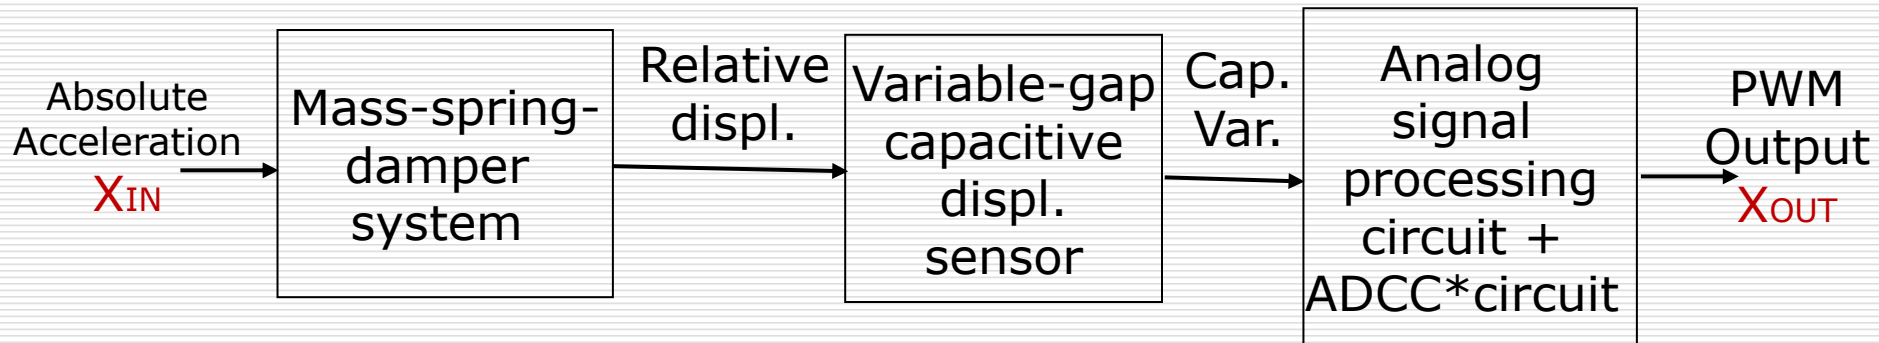 Absolute
Acceleration
XIN
Mass-spring-
damper
system
Relative
displ.
Variable-gap
capacitive
displ.
sensor
Cap.
Var.
Analog
signal
processing
circuit +
ADCC*circuit
PWM
Output
XOUT